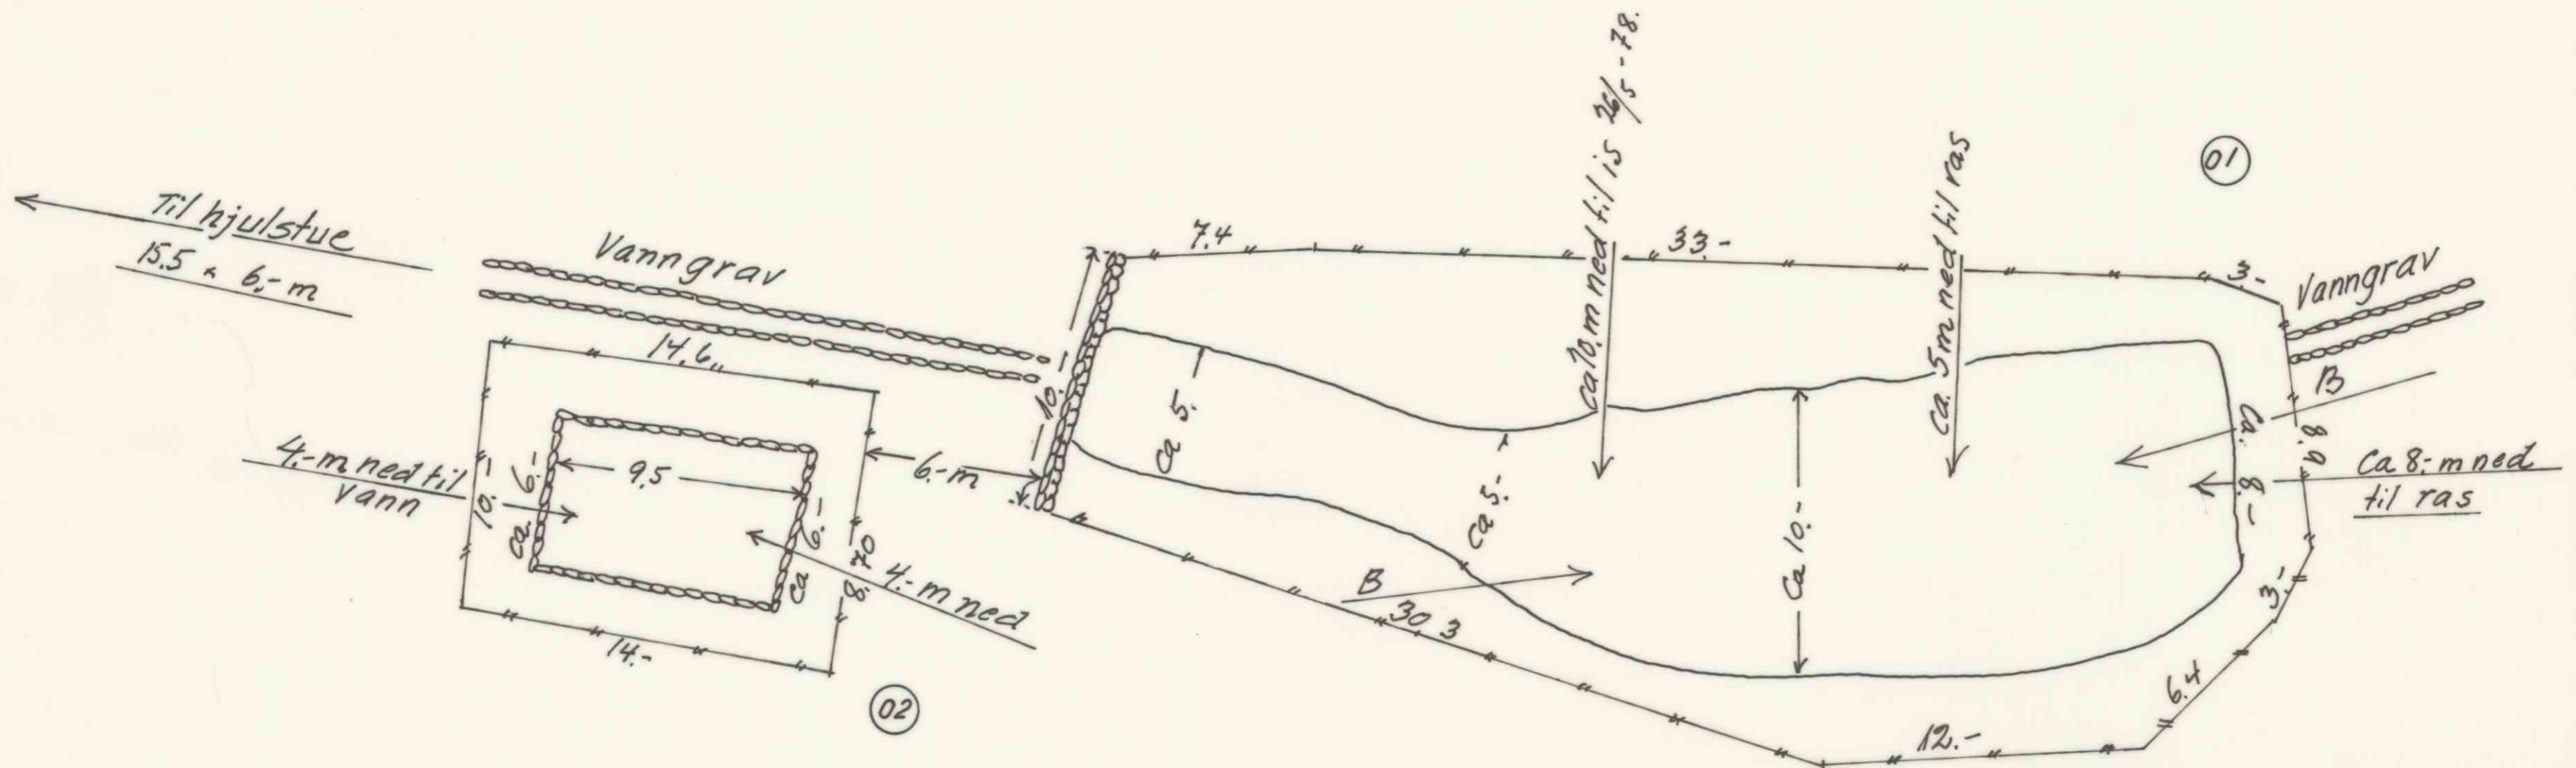 Til hjulstue
15.5 x 6,- m
Vanngrav
14.6
10.-
ca 6.-
9.5
ca 6.-
8.70
14.-
4.-m ned til
vann
4.-m ned
02
6.-m
10.-
7.4
33.-
3.-
ca 10.m ned til is 26/5-78.
ca. 5m ned til ras
01
Vanngrav
B
Ca 5.-
Ca 5.-
Ca 10.-
Ca. 8.-
8.9
Ca 8.-m ned
til ras
B
30 3
3.-
6.4
12.-